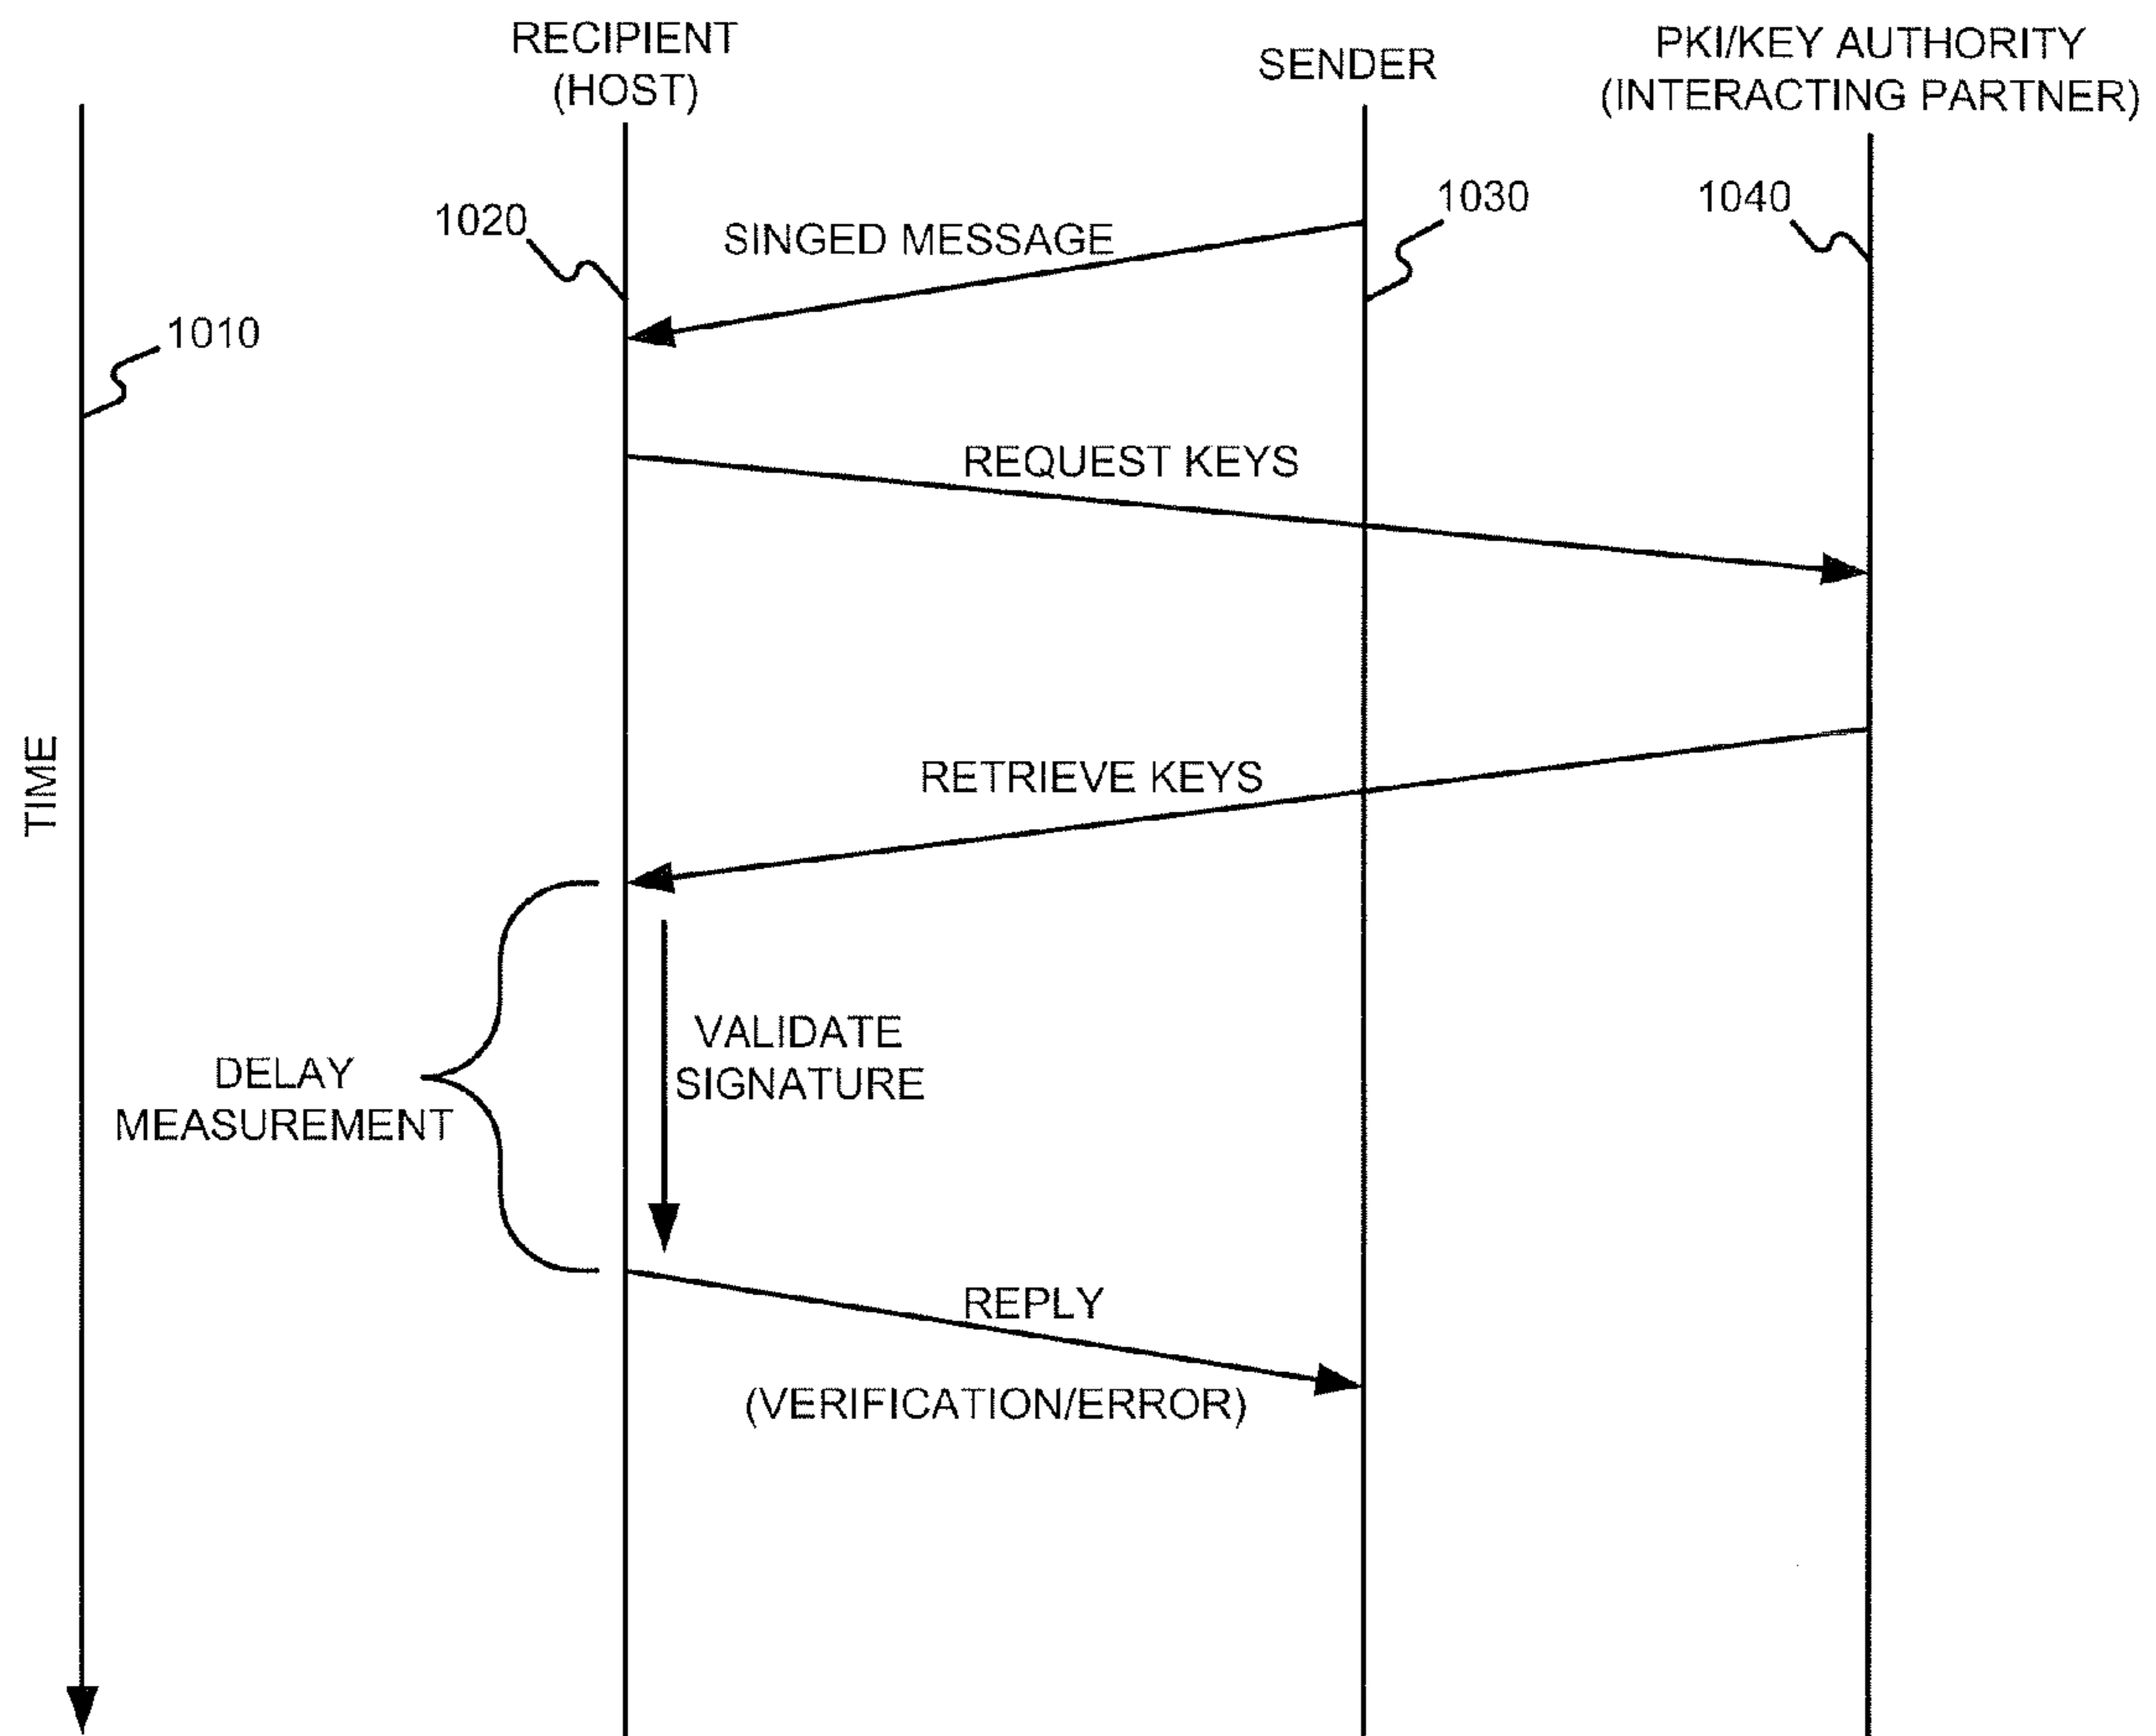 RECIPIENT
(HOST)
SENDER
PKI/KEY AUTHORITY
(INTERACTING PARTNER)
1020
SINGED MESSAGE
1030
1040
1010
REQUEST KEYS
TIME
RETRIEVE KEYS
DELAY
MEASUREMENT
VALIDATE
SIGNATURE
REPLY
(VERIFICATION/ERROR)